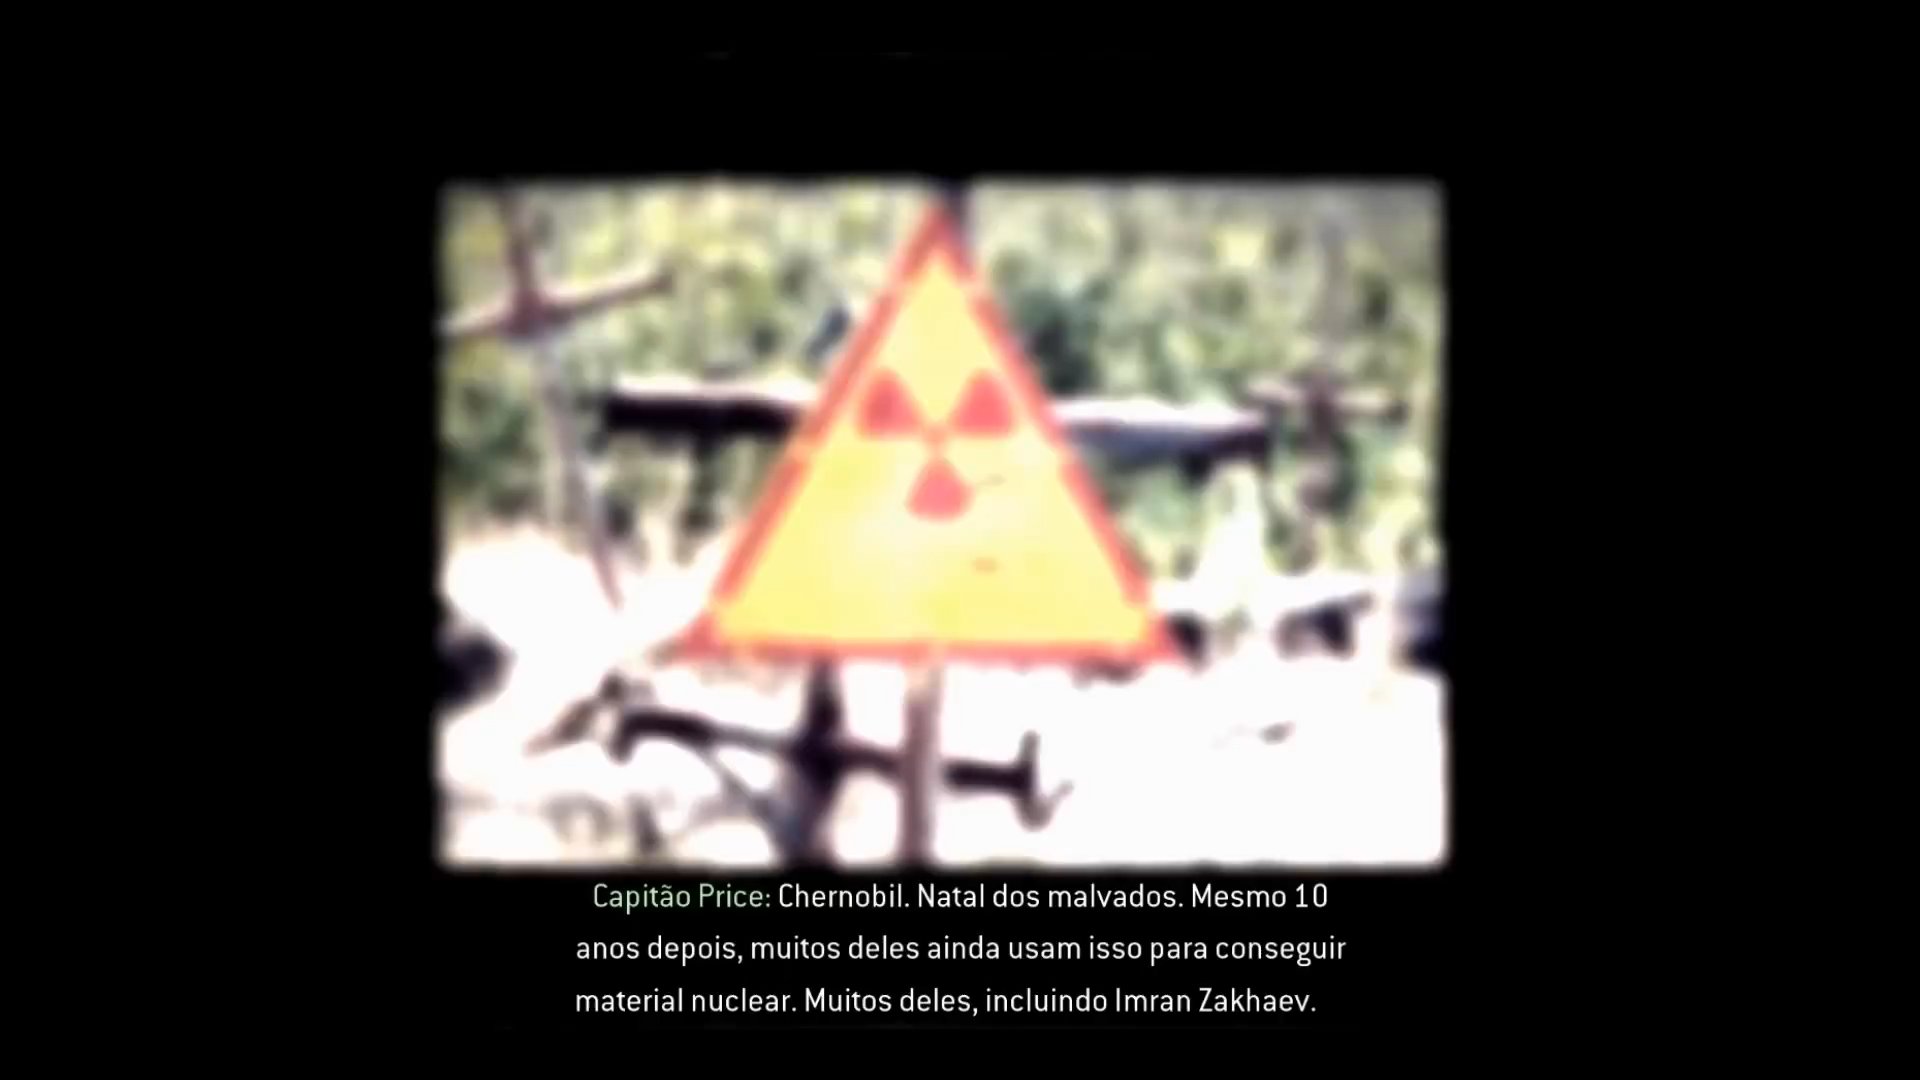 Capitão Price: Chernobil. Natal dos malvados. Mesmo 10
anos depois, muitos deles ainda usam isso para conseguir
material nuclear. Muitos deles, incluindo Imran Zakhaev.